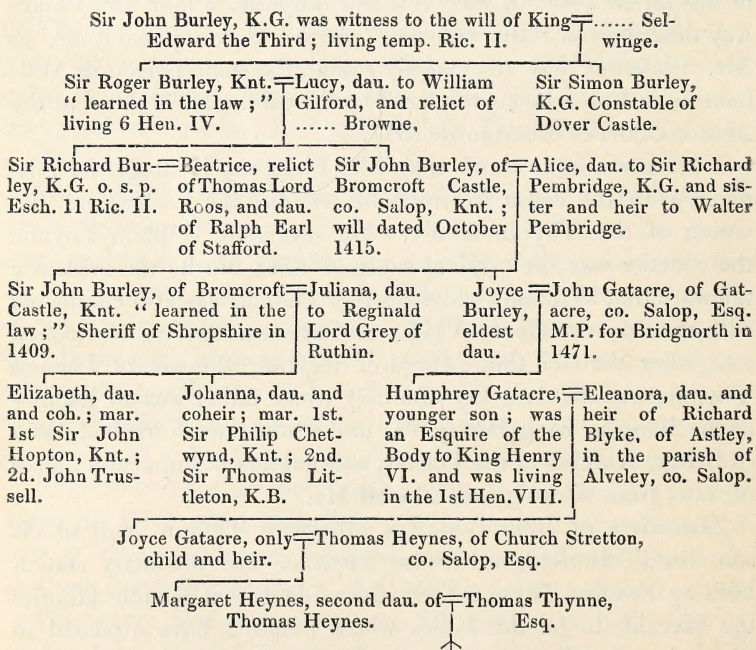 Sir John Burley, K.G. was witness to the will of King=...... Sel-
Edward the Third; living temp. Ric. II. winge.
Sir Roger Burley, Knt.=Lucy, dau. to William
“ learned in the law;” Gilford, and relict of
living 6 Hen. IV. ...... Browne.
Sir Simon Burley,
K.G. Constable of
Dover Castle.
Sir Richard Bur-=Beatrice, relict
ley, K.G. o. s. p. of Thomas Lord
Esch. 11 Ric. II. Roos, and dau.
of Ralph Earl
of Stafford.
Sir John Burley, of=Alice, dau. to Sir Richard
Bromcroft Castle, Pembridge, K.G. and sis-
co. Salop, Knt.; ter and heir to Walter
will dated October Pembridge.
1415.
Sir John Burley, of Bromcroft=Juliana, dau.
Castle, Knt. “ learned in the to Reginald
law;” Sheriff of Shropshire in Lord Grey of
1409. Ruthin.
Joyce=John Gatacre, of Gat-
Burley, acre, co. Salop, Esq.
eldest M.P. for Bridgnorth in
dau. 1471.
Elizabeth, dau.
and coh.; mar.
1st Sir John
Hopton, Knt.;
2d. John Trus-
sell.
Johanna, dau. and
coheir; mar. 1st.
Sir Philip Chet-
wynd, Knt.; 2nd.
Sir Thomas Lit-
tleton, K.B.
Humphrey Gatacre,=Eleanora, dau. and
younger son; was heir of Richard
an Esquire of the Blyke, of Astley,
Body to King Henry in the parish of
VI. and was living Alveley, co. Salop.
in the 1st Hen. VIII.
Joyce Gatacre, only=Thomas Heynes, of Church Stretton,
child and heir. co. Salop, Esq.
Margaret Heynes, second dau. of=Thomas Thynne,
Thomas Heynes. Esq.